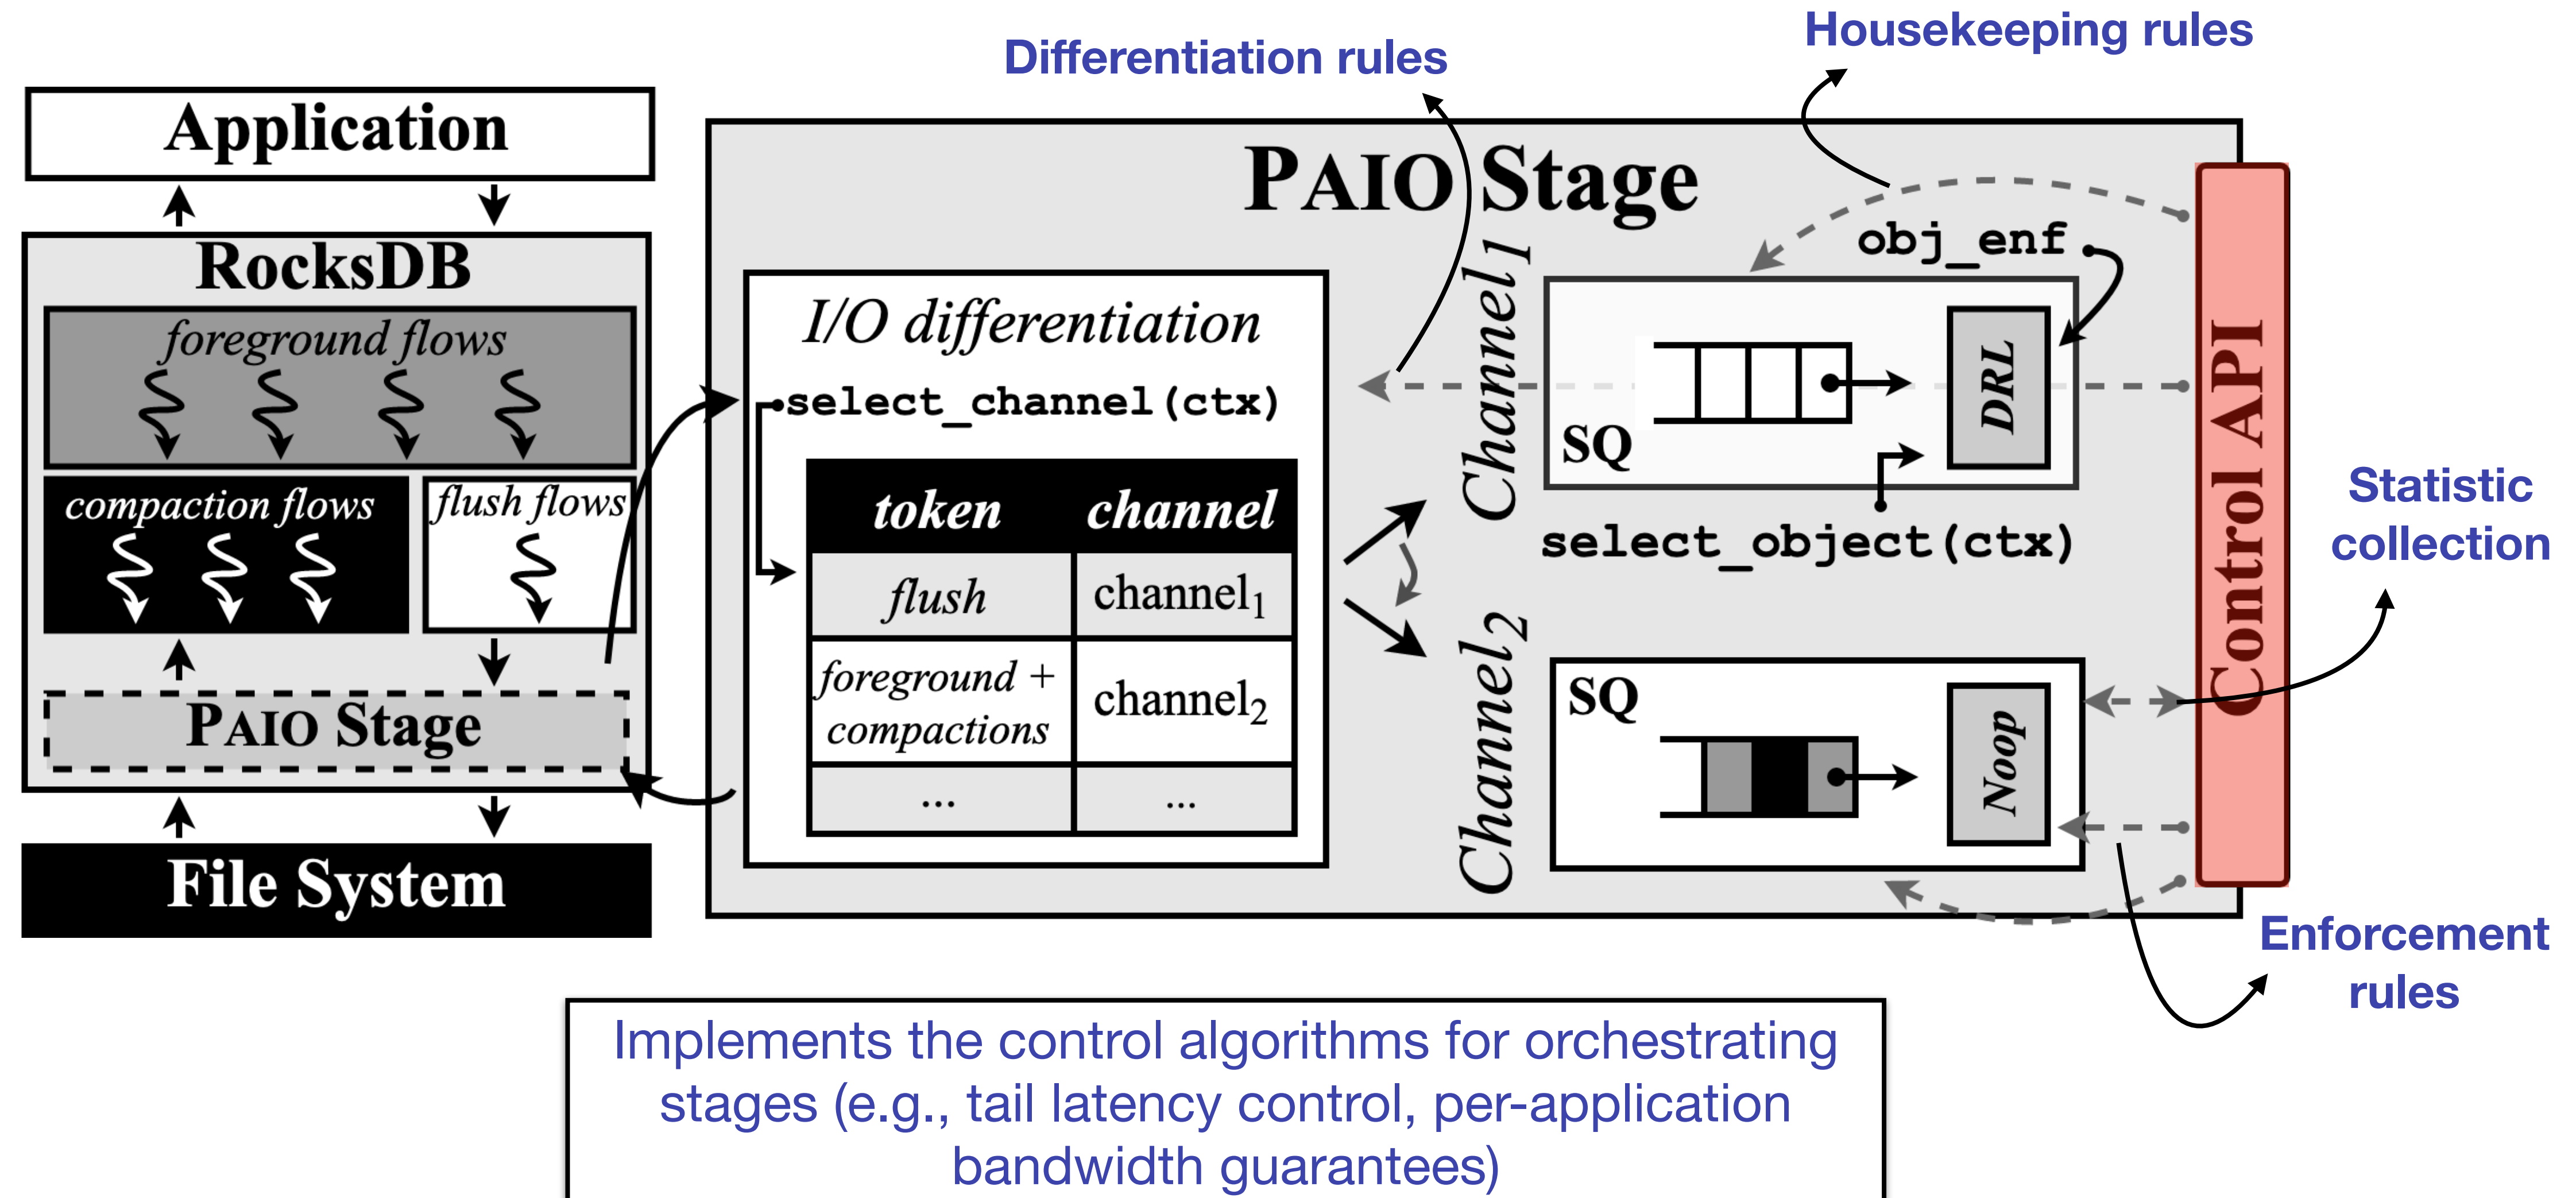 Differentiation rules
Housekeeping rules
Application
RocksDB
foreground flows
compaction flows
flush flows
PAIO Stage
File System
PAIO Stage
I/O differentiation
select_channel(ctx)
token channel
flush channel1
foreground +
compactions
channel2
... ...
Channel1
obj_enf
SQ
DRL
select_object(ctx)
Channel2
SQ
Noop
Control API
Statistic
collection
Enforcement
rules
Implements the control algorithms for orchestrating
stages (e.g., tail latency control, per-application
bandwidth guarantees)